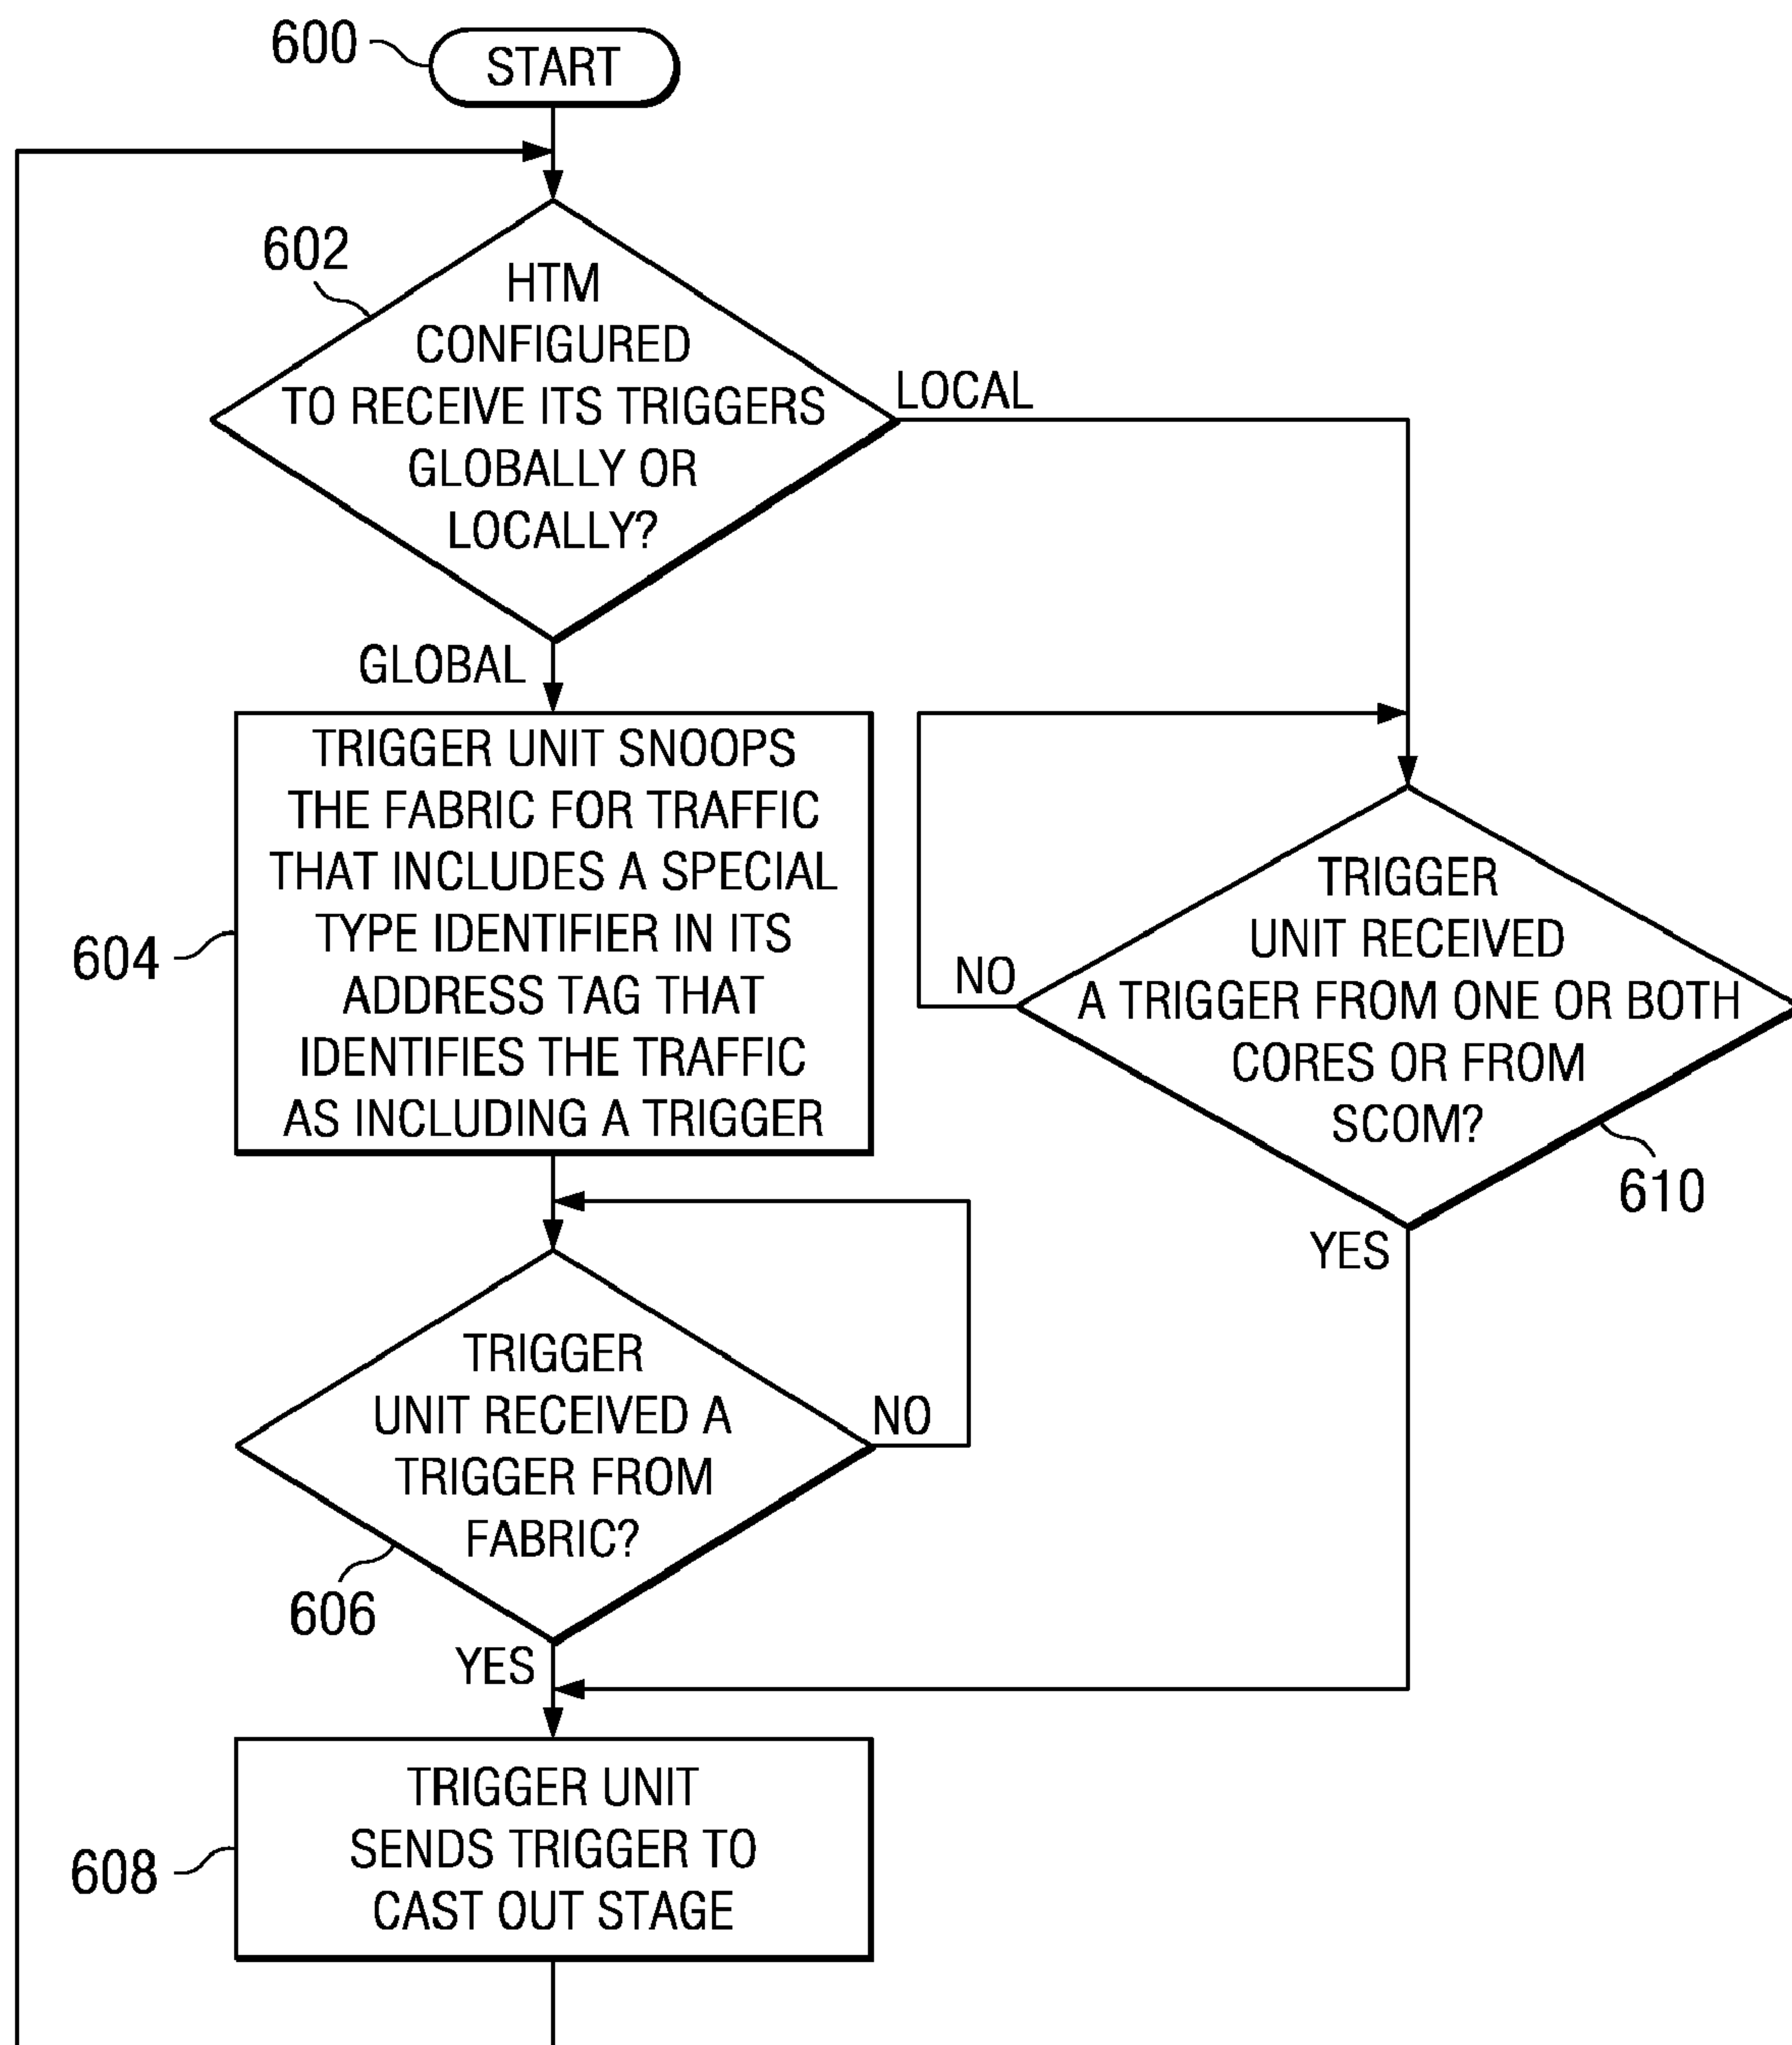 600
START
602
HTM
CONFIGURED
TO RECEIVE ITS TRIGGERS
GLOBALLY OR
LOCALLY?
LOCAL
GLOBAL
604
TRIGGER UNIT SNOOPS
THE FABRIC FOR TRAFFIC
THAT INCLUDES A SPECIAL
TYPE IDENTIFIER IN ITS
ADDRESS TAG THAT
IDENTIFIES THE TRAFFIC
AS INCLUDING A TRIGGER
TRIGGER
UNIT RECEIVED
A TRIGGER FROM ONE OR BOTH
CORES OR FROM
SCOM?
NO
610
YES
TRIGGER
UNIT RECEIVED A
TRIGGER FROM
FABRIC?
NO
606
YES
608
TRIGGER UNIT
SENDS TRIGGER TO
CAST OUT STAGE